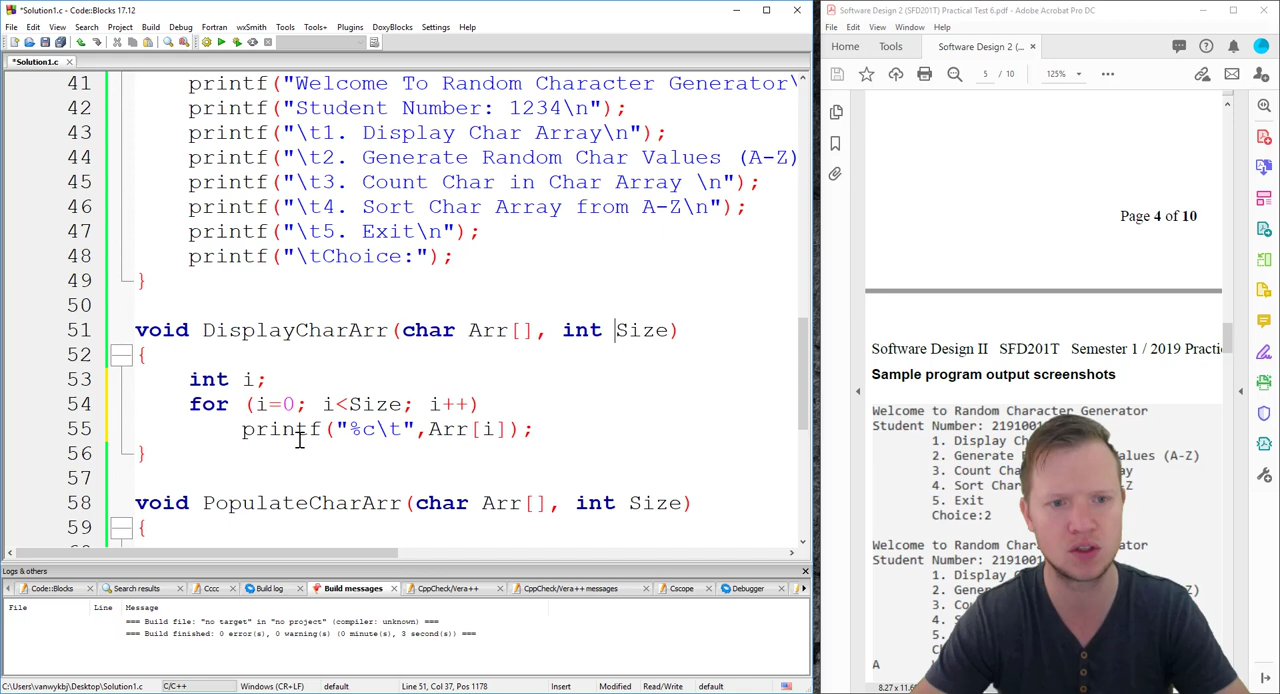 *Solution1.c - Code::Blocks 17.12
File Edit View Search Project Build Debug Fortran wxSmith Tools Tools+ Plugins DoxyBlocks Settings Help
*Solution1.c
41 printf("Welcome To Random Character Generator\
42 printf("Student Number: 1234\n");
43 printf("\t1. Display Char Array\n");
44 printf("\t2. Generate Random Char Values (A-Z)
45 printf("\t3. Count Char in Char Array \n");
46 printf("\t4. Sort Char Array from A-Z\n");
47 printf("\t5. Exit\n");
48 printf("\tChoice:");
49 }
50
51 void DisplayCharArr(char Arr[], int Size)
52 {
53 int i;
54 for (i=0; i<Size; i++)
55 printf("%c\t",Arr[i]);
56 }
57
58 void PopulateCharArr(char Arr[], int Size)
59 {
Logs & others
Code::Blocks Search results Cccc Build log Build messages CppCheck/Vera++ CppCheck/Vera++ messages Cscope Debugger
File Line Message
=== Build file: "no target" in "no project" (compiler: unknown) ===
=== Build finished: 0 error(s), 0 warning(s) (0 minute(s), 3 second(s)) ===
C:\Users\vanwykbj\Desktop\Solution1.c C/C++ Windows (CR+LF) default Line 51, Col 37, Pos 1178 Insert Modified Read/Write default
Software Design 2 (SFD201T) Practical Test 6.pdf - Adobe Acrobat Pro DC
File Edit View Window Help
Home Tools Software Design 2 (...
5 / 10 125%
Page 4 of 10
Software Design II SFD201T Semester 1 / 2019 Practic
Sample program output screenshots
Welcome to Random Character Generator
Student Number: 2191001
1. Display Ch
2. Generate alues (A-Z)
3. Count Cha ay
4. Sort Char -Z
5. Exit
Choice:2
Welcome to Random Character Generator
Student Number: 219100
1. Display C
2. Gener
3. Co
4. S
5.
Ch
A
8.27 x 11.6